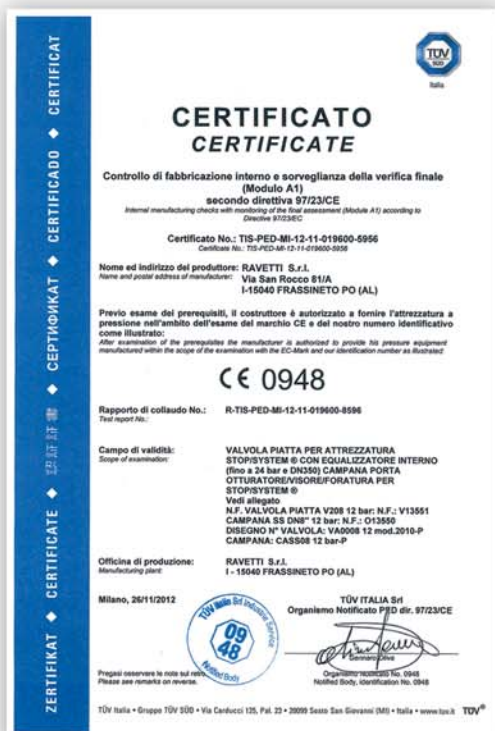 ZERTIFIKAT ◆ CERTIFICATE ◆ 認証証書 ◆ СЕРТИФИКАТ ◆ CERTIFICADO ◆ CERTIFICAT
TÜV
SÜD
Italia
CERTIFICATO
CERTIFICATE
Controllo di fabbricazione interno e sorveglianza della verifica finale
(Modulo A1)
secondo direttiva 97/23/CE
Internal manufacturing checks with monitoring of the final assessment (Module A1) according to
Directive 97/23/EC
Certificato No.: TIS-PED-MI-12-11-019600-5956
Certificate No.: TIS-PED-MI-12-11-019600-5956
Nome ed indirizzo del produttore: RAVETTI S.r.l.
Name and postal address of manufacturer: Via San Rocco 81/A
I-15040 FRASSINETO PO (AL)
Previo esame dei prerequisiti, il costruttore è autorizzato a fornire l'attrezzatura a
pressione nell'ambito dell'esame del marchio CE e del nostro numero identificativo
come illustrato:
After examination of the prerequisites the manufacturer is authorized to provide his pressure equipment
manufactured within the scope of the examination with the EC-Mark and our identification number as illustrated:
CE 0948
Rapporto di collaudo No.: R-TIS-PED-MI-12-11-019600-8596
Test report No.:
Campo di validità: VALVOLA PIATTA PER ATTREZZATURA
Scope of examination: STOP/SYSTEM ® CON EQUALIZZATORE INTERNO
(fino a 24 bar e DN350) CAMPANA PORTA
OTTURATORE/VISORE/FORATURA PER
STOP/SYSTEM ®
Vedi allegato
N.F. VALVOLA PIATTA V208 12 bar: N.F.: V13551
CAMPANA SS DN8" 12 bar: N.F.: O13550
DISEGNO N° VALVOLA: VA0008 12 mod.2010-P
CAMPANA: CASS08 12 bar-P
Officina di produzione: RAVETTI S.r.l.
Manufacturing plant: I - 15040 FRASSINETO PO (AL)
Milano, 26/11/2012
TÜV ITALIA Srl
Organismo Notificato PED dir. 97/23/CE
TÜV Italia Srl Industrie Service
09
48
Notified Body
Gennaro Oliva
Organismo Notificato No. 0948
Notified Body, identification No. 0948
Pregasi osservare le note sul retro
Please see remarks on reverse.
TÜV Italia • Gruppo TÜV SÜD • Via Carducci 125, Pal. 23 • 20099 Sesto San Giovanni (MI) • Italia • www.tuv.it TÜV®